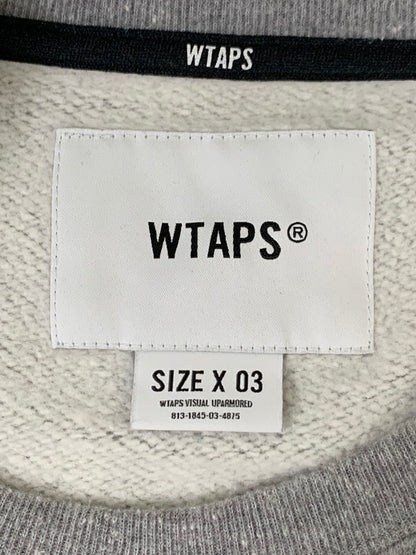 WTAPS
WTAPS®
SIZE X 03
WTAPS VISUAL UPARMORED
813-1845-03-4875